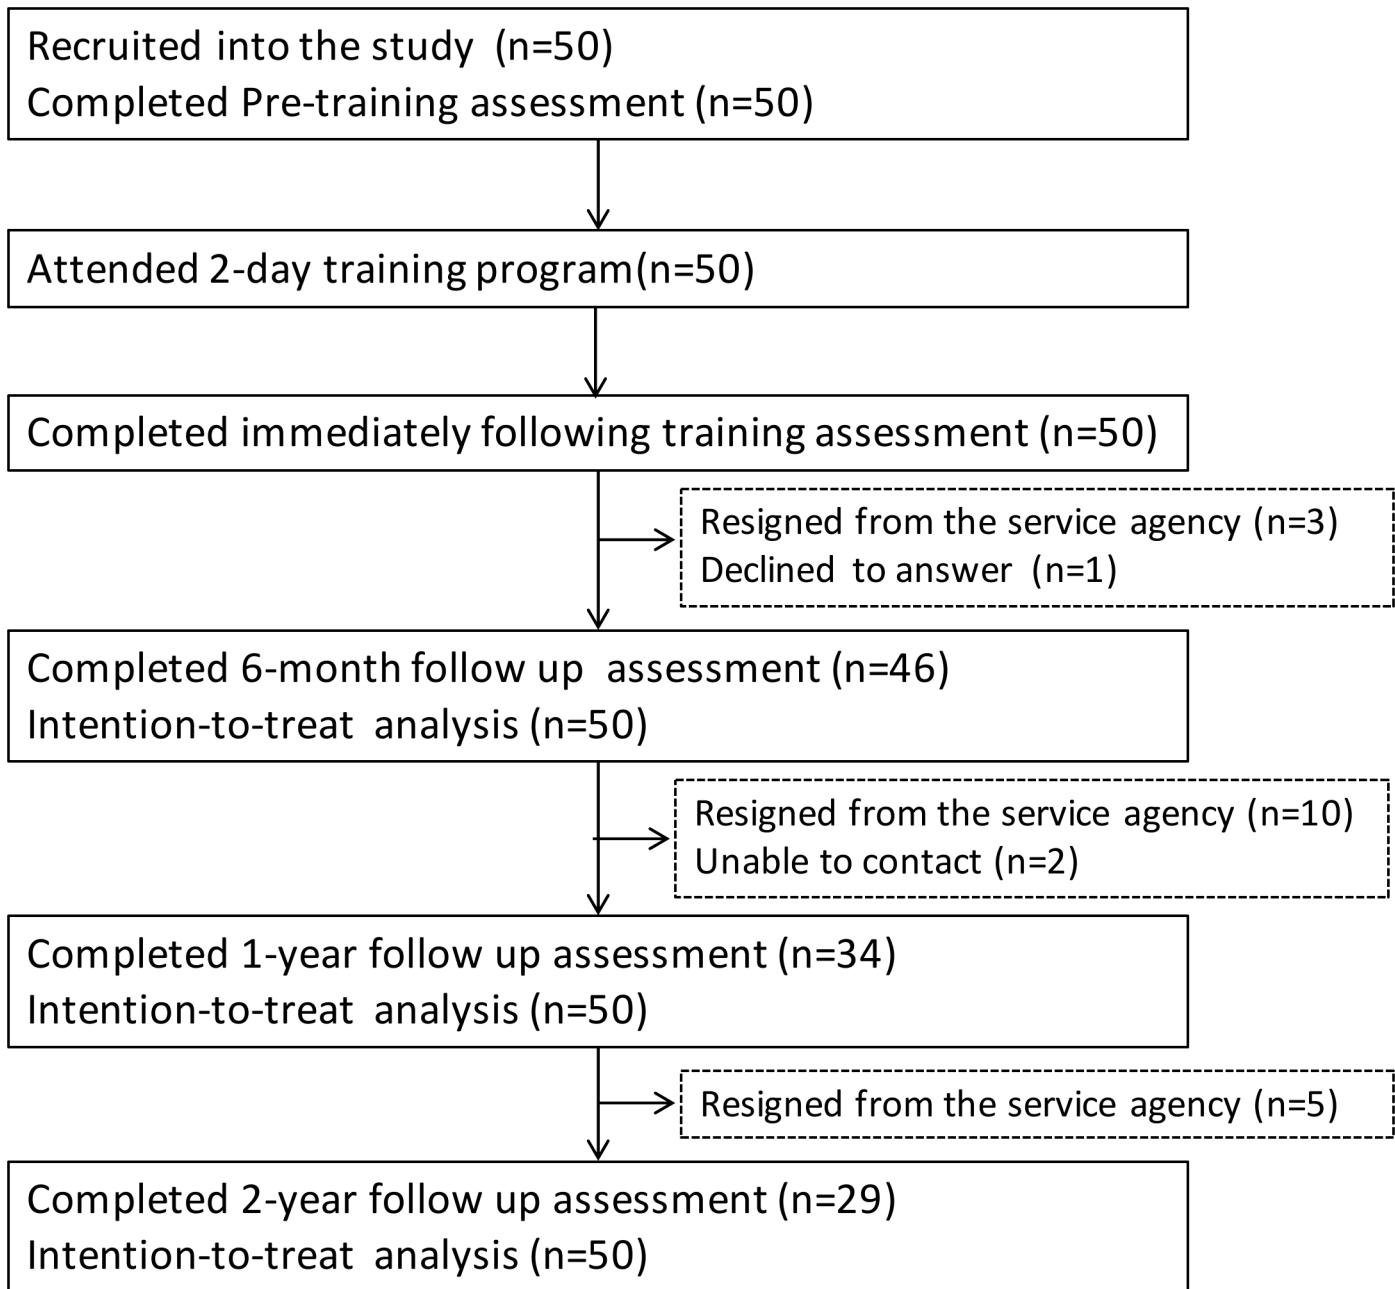 Recruited into the study (n=50)
Completed Pre-training assessment (n=50)
Attended 2-day training program(n=50)
Completed immediately following training assessment (n=50)
Resigned from the service agency (n=3)
Declined to answer (n=1)
Completed 6-month follow up assessment (n=46)
Intention-to-treat analysis (n=50)
Resigned from the service agency (n=10)
Unable to contact (n=2)
Completed 1-year follow up assessment (n=34)
Intention-to-treat analysis (n=50)
Resigned from the service agency (n=5)
Completed 2-year follow up assessment (n=29)
Intention-to-treat analysis (n=50)